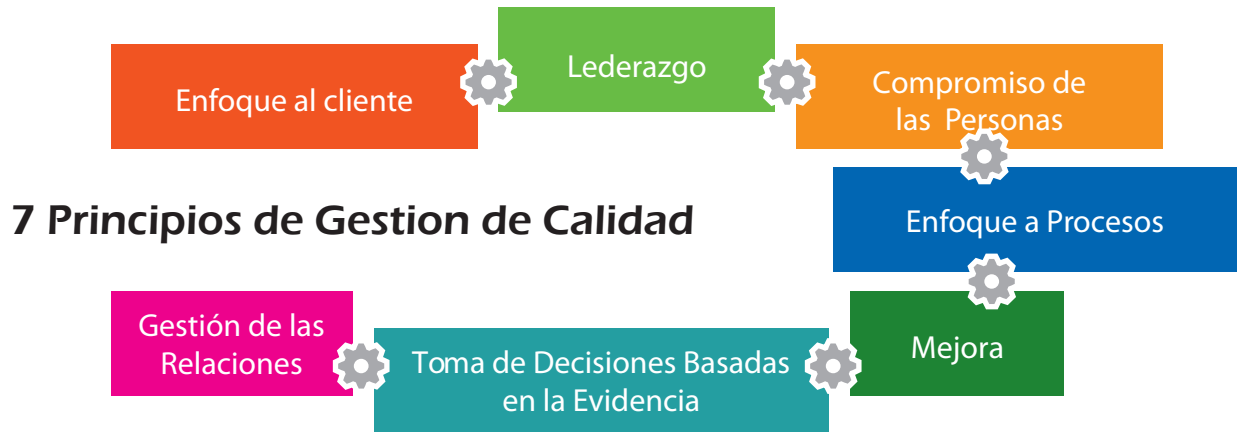 Enfoque al cliente
Lederazgo
Compromiso de
las Personas
7 Principios de Gestion de Calidad
Enfoque a Procesos
Mejora
Toma de Decisiones Basadas
en la Evidencia
Gestión de las
Relaciones